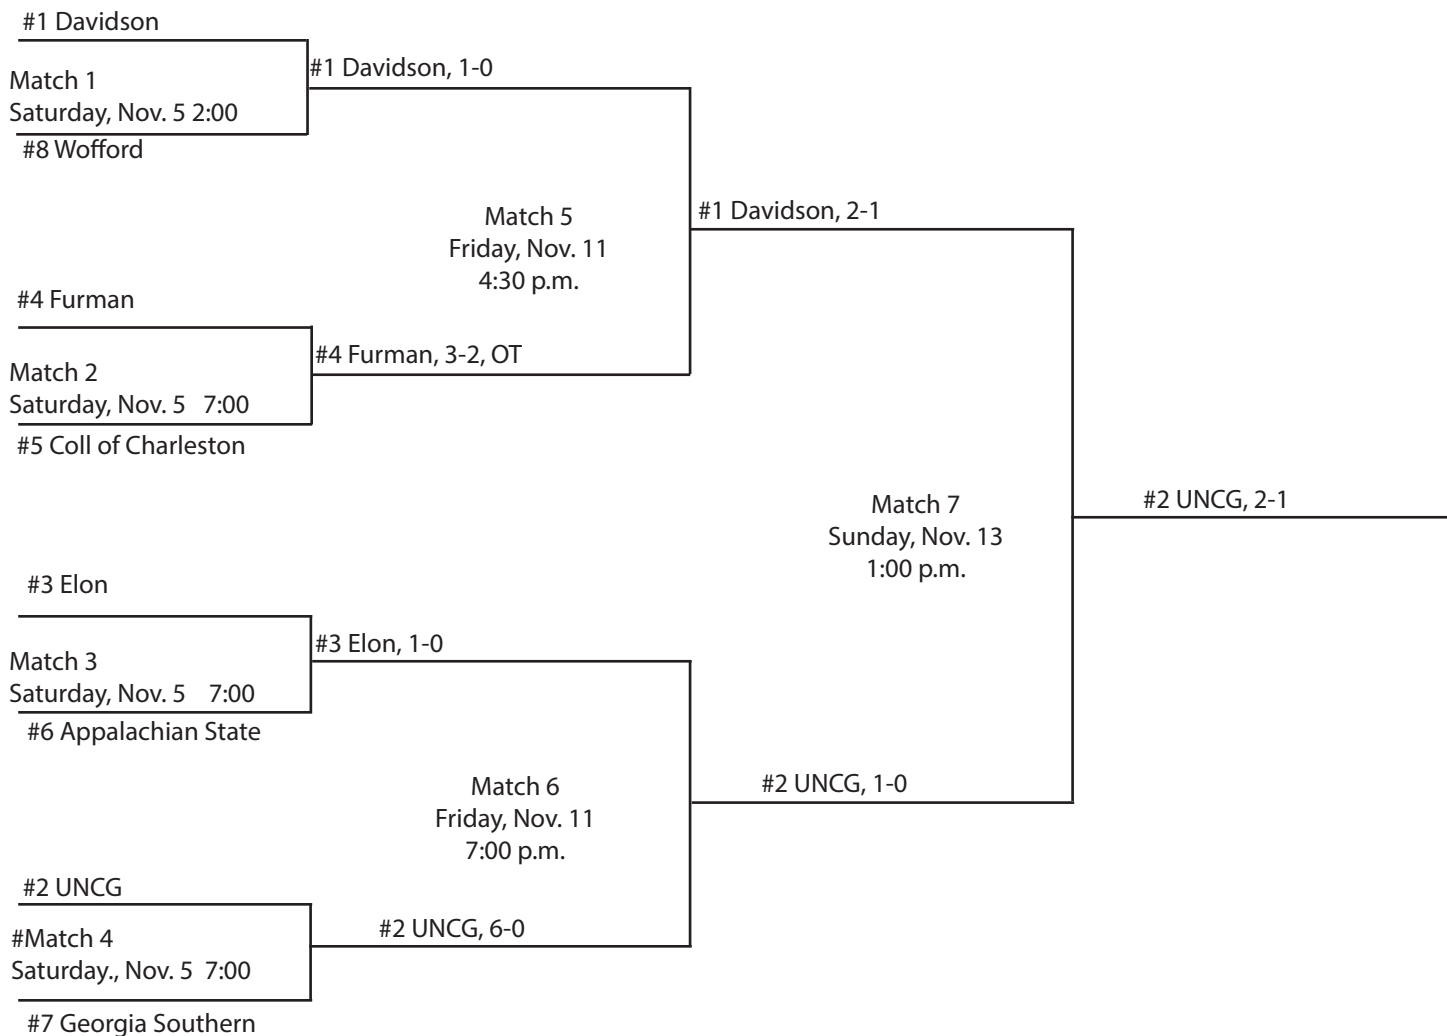 #1 Davidson
Match 1
Saturday, Nov. 5 2:00
#8 Wofford
#1 Davidson, 1-0
#4 Furman
Match 2
Saturday, Nov. 5 7:00
#5 Coll of Charleston
#4 Furman, 3-2, OT
Match 5
Friday, Nov. 11
4:30 p.m.
#1 Davidson, 2-1
#3 Elon
Match 3
Saturday, Nov. 5 7:00
#6 Appalachian State
#3 Elon, 1-0
#2 UNCG
#Match 4
Saturday., Nov. 5 7:00
#7 Georgia Southern
#2 UNCG, 6-0
Match 6
Friday, Nov. 11
7:00 p.m.
#2 UNCG, 1-0
Match 7
Sunday, Nov. 13
1:00 p.m.
#2 UNCG, 2-1